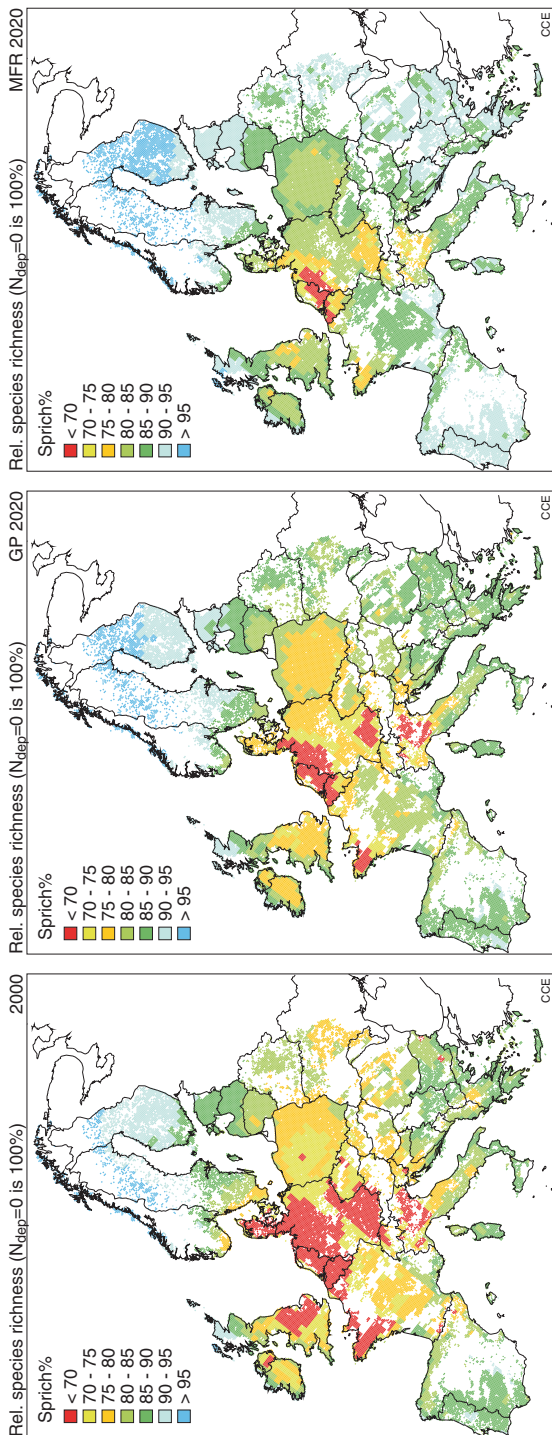 Rel. species richness (Ndep=0 is 100%) 2000
Sprich%
< 70
70 - 75
75 - 80
80 - 85
85 - 90
90 - 95
> 95
CCE
Rel. species richness (Ndep=0 is 100%) GP 2020
Sprich%
< 70
70 - 75
75 - 80
80 - 85
85 - 90
90 - 95
> 95
CCE
Rel. species richness (Ndep=0 is 100%) MFR 2020
Sprich%
< 70
70 - 75
75 - 80
80 - 85
85 - 90
90 - 95
> 95
CCE